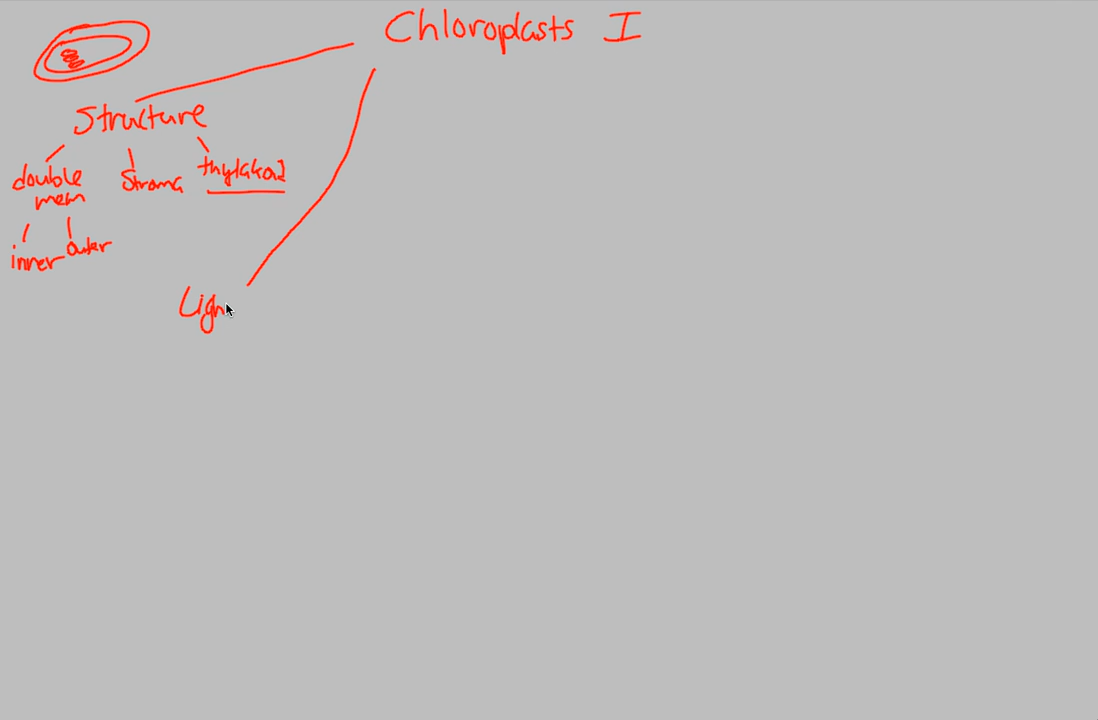 Chloroplasts I
Structure
double
mem
Stroma
thylakoid
inner
outer
Ligh